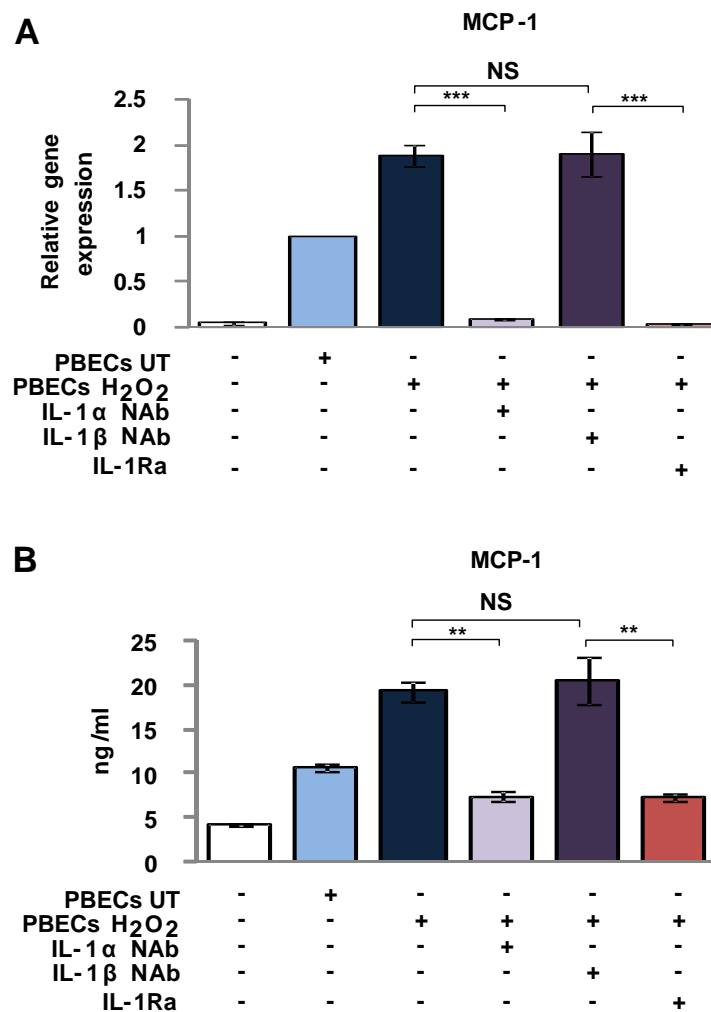 A
MCP-1
NS
*** ***
2.5
2
1.5
1
0.5
0
Relative gene
expression
PBECs UT - + - - - -
PBECs H2O2 - - + + + +
IL-1α NAb - - - + - -
IL-1β NAb - - - - + -
IL-1Ra - - - - - +
B
MCP-1
NS
** **
25
20
15
10
5
0
ng/ml
PBECs UT - + - - - -
PBECs H2O2 - - + + + +
IL-1α NAb - - - + - -
IL-1β NAb - - - - + -
IL-1Ra - - - - - +